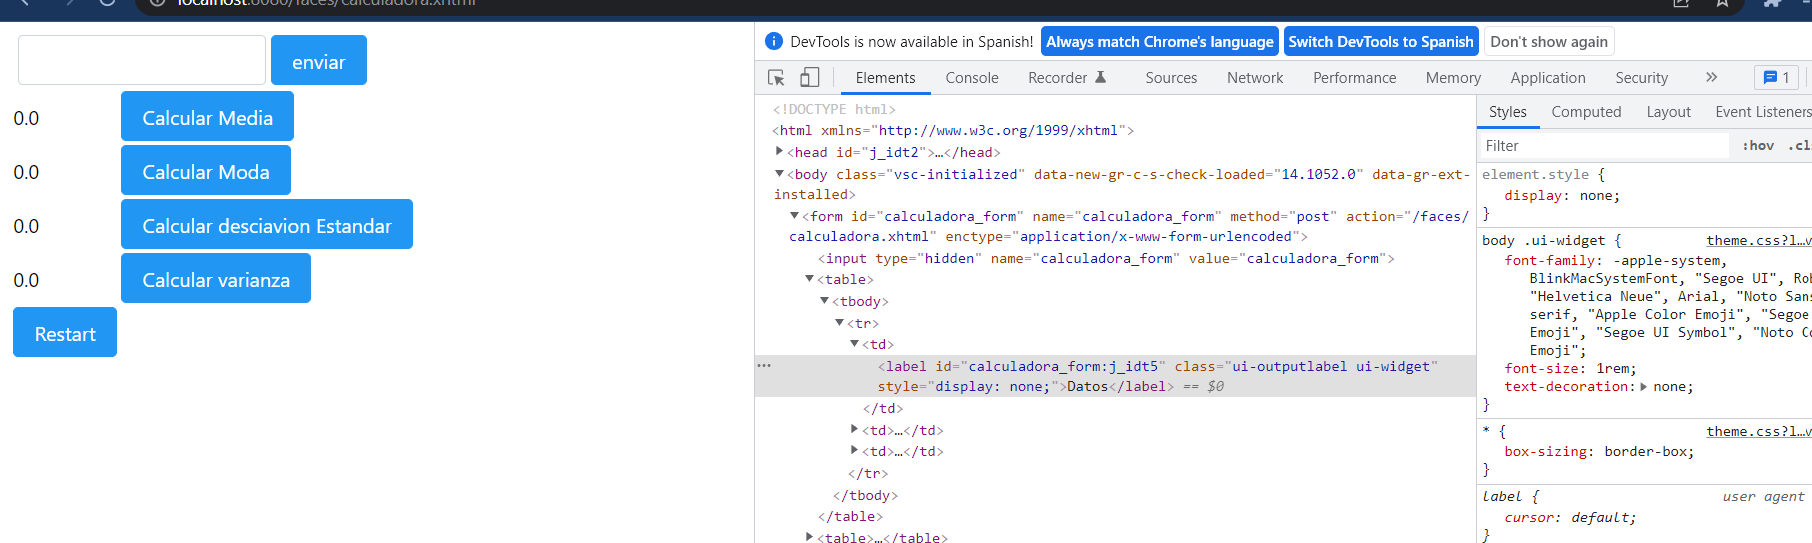 localhost:8080/faces/calculadora.xhtml
enviar
0.0 Calcular Media
0.0 Calcular Moda
0.0 Calcular desciavion Estandar
0.0 Calcular varianza
Restart
DevTools is now available in Spanish! Always match Chrome's language Switch DevTools to Spanish Don't show again
Elements Console Recorder Sources Network Performance Memory Application Security » 1
<!DOCTYPE html>
<html xmlns="http://www.w3c.org/1999/xhtml">
<head id="j_idt2">…</head>
<body class="vsc-initialized" data-new-gr-c-s-check-loaded="14.1052.0" data-gr-ext-
installed>
<form id="calculadora_form" name="calculadora_form" method="post" action="/faces/
calculadora.xhtml" enctype="application/x-www-form-urlencoded">
<input type="hidden" name="calculadora_form" value="calculadora_form">
<table>
<tbody>
<tr>
<td>
… <label id="calculadora_form:j_idt5" class="ui-outputlabel ui-widget"
style="display: none;">Datos</label> == $0
</td>
<td>…</td>
<td>…</td>
</tr>
</tbody>
</table>
<table>…</table>
Styles Computed Layout Event Listeners
Filter :hov .cls
element.style {
display: none;
}
body .ui-widget { theme.css?l…v
font-family: -apple-system,
BlinkMacSystemFont, "Segoe UI", Rob
"Helvetica Neue", Arial, "Noto Sans
serif, "Apple Color Emoji", "Segoe
Emoji", "Segoe UI Symbol", "Noto Co
Emoji";
font-size: 1rem;
text-decoration: none;
}
* { theme.css?l…v
box-sizing: border-box;
}
label { user agent
cursor: default;
}